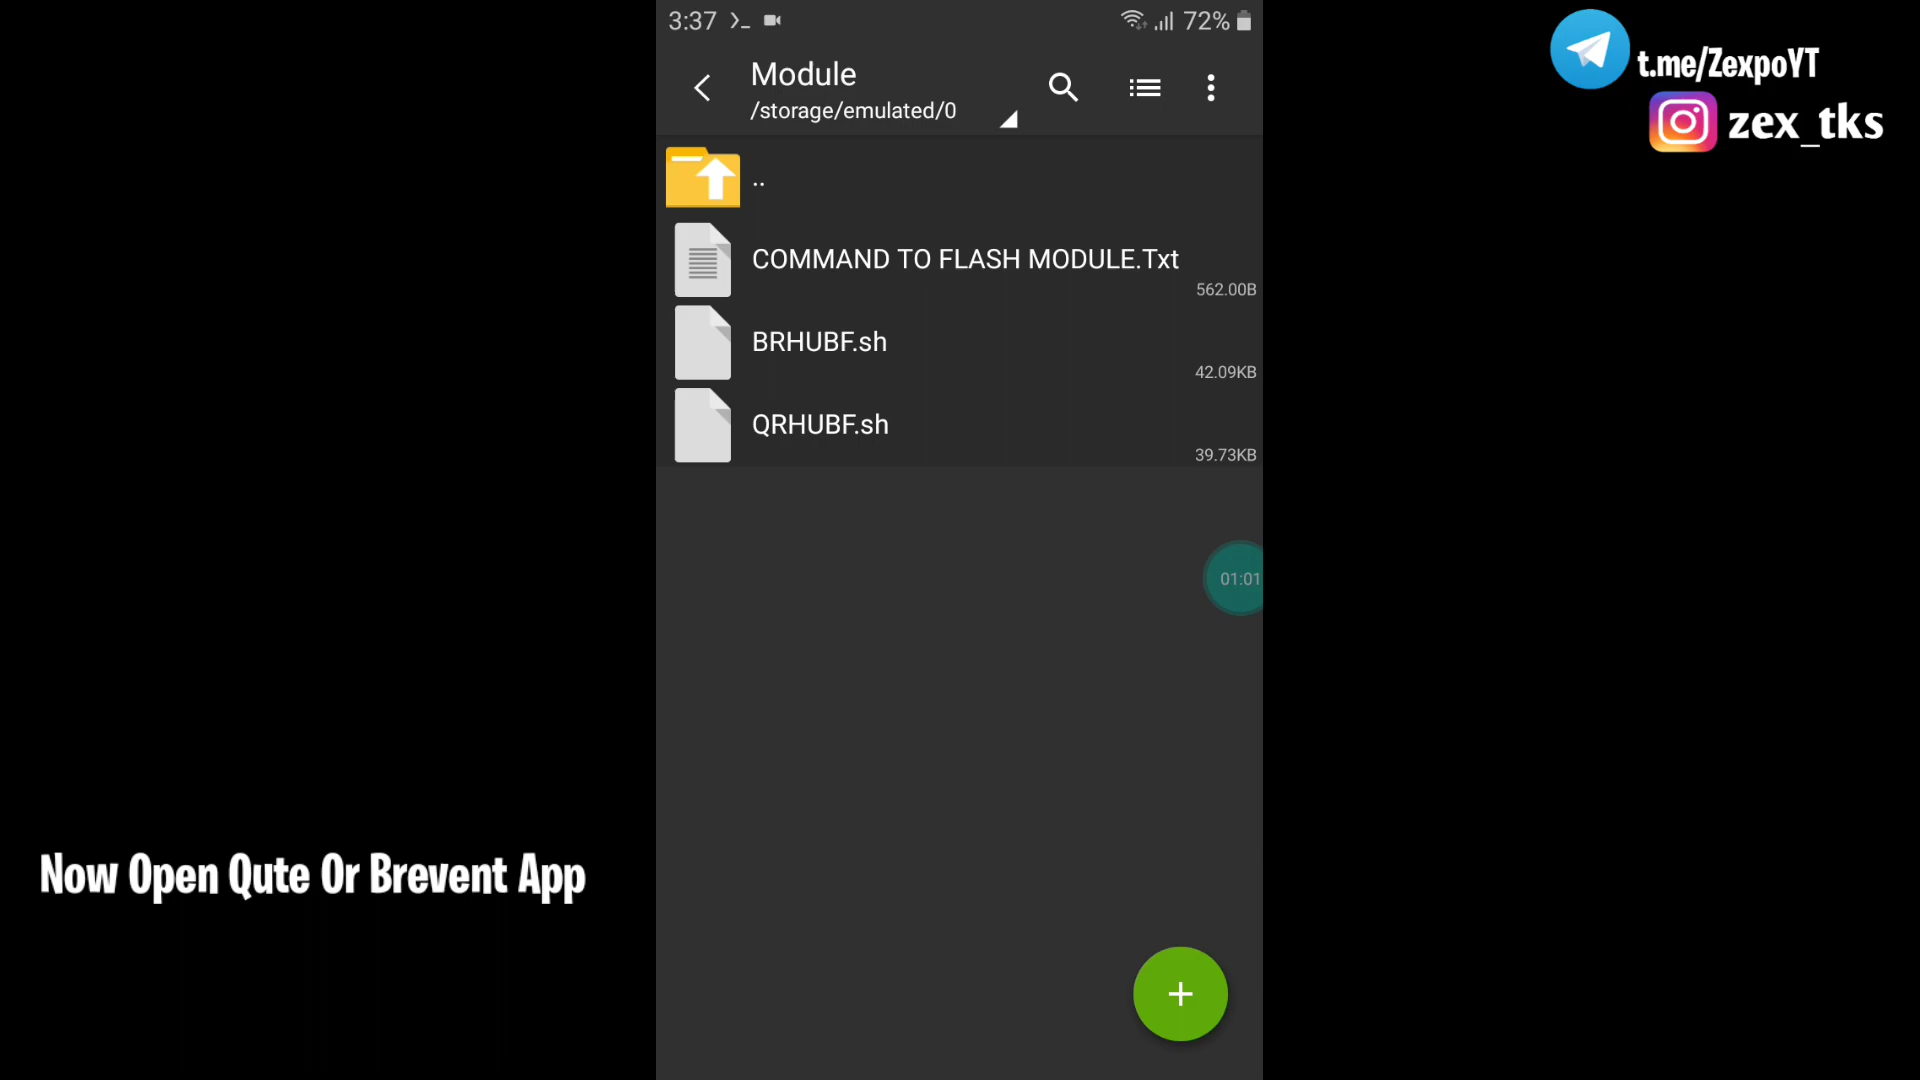 3:37
72%
Module
/storage/emulated/0
..
COMMAND TO FLASH MODULE.Txt
562.00B
BRHUBF.sh
42.09KB
QRHUBF.sh
39.73KB
01:01
t.me/ZexpoYT
zex_tks
Now Open Qute Or Brevent App